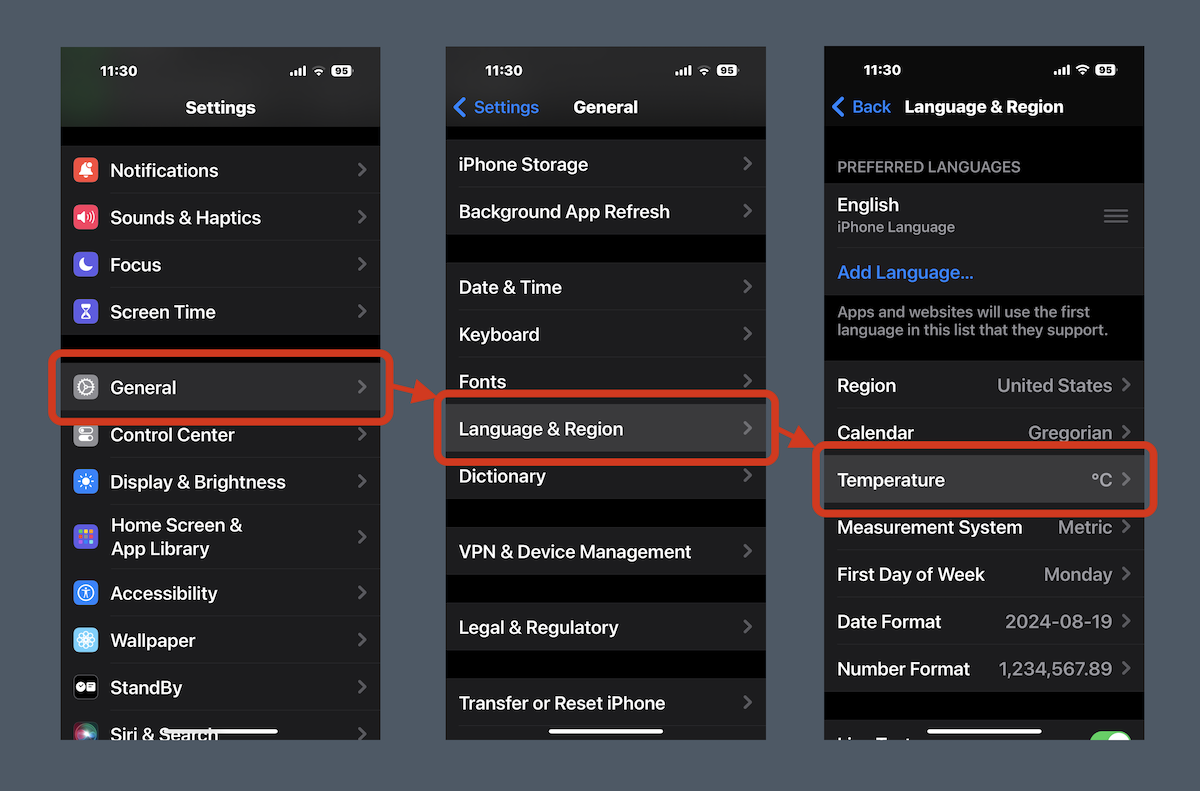 11:30
95
Settings
Notifications
Sounds & Haptics
Focus
Screen Time
General
Control Center
Display & Brightness
Home Screen &
App Library
Accessibility
Wallpaper
StandBy
Siri & Search
11:30
95
Settings
General
iPhone Storage
Background App Refresh
Date & Time
Keyboard
Fonts
Language & Region
Dictionary
VPN & Device Management
Legal & Regulatory
Transfer or Reset iPhone
11:30
95
Back
Language & Region
PREFERRED LANGUAGES
English
iPhone Language
Add Language...
Apps and websites will use the first
language in this list that they support.
Region United States
Calendar Gregorian
Temperature °C
Measurement System Metric
First Day of Week Monday
Date Format 2024-08-19
Number Format 1,234,567.89